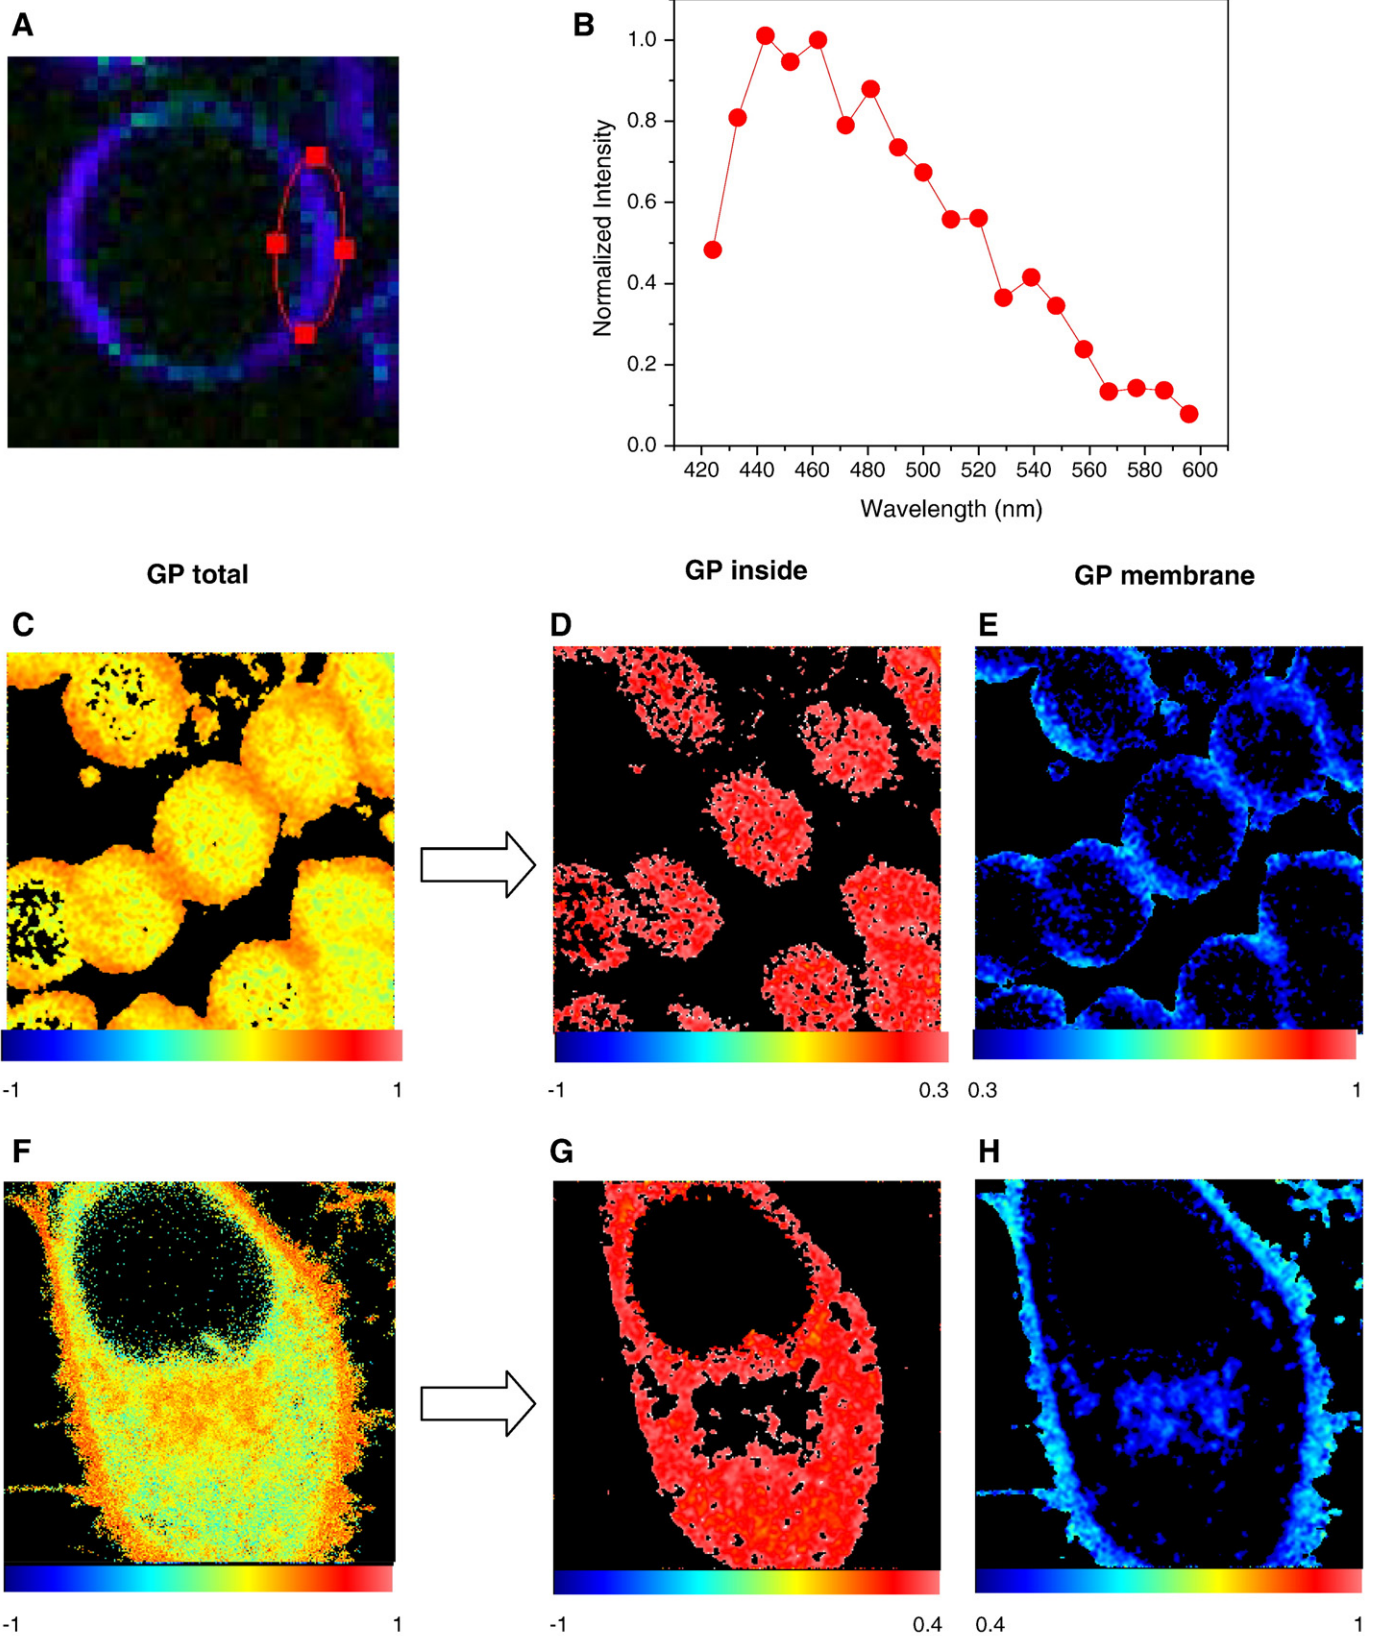 A
B
1.0
0.8
0.6
0.4
0.2
0.0
Normalized Intensity
420 440 460 480 500 520 540 560 580 600
Wavelength (nm)
GP total
GP inside
GP membrane
C
D
E
-1 1
-1 0.3
0.3 1
F
G
H
-1 1
-1 0.4
0.4 1